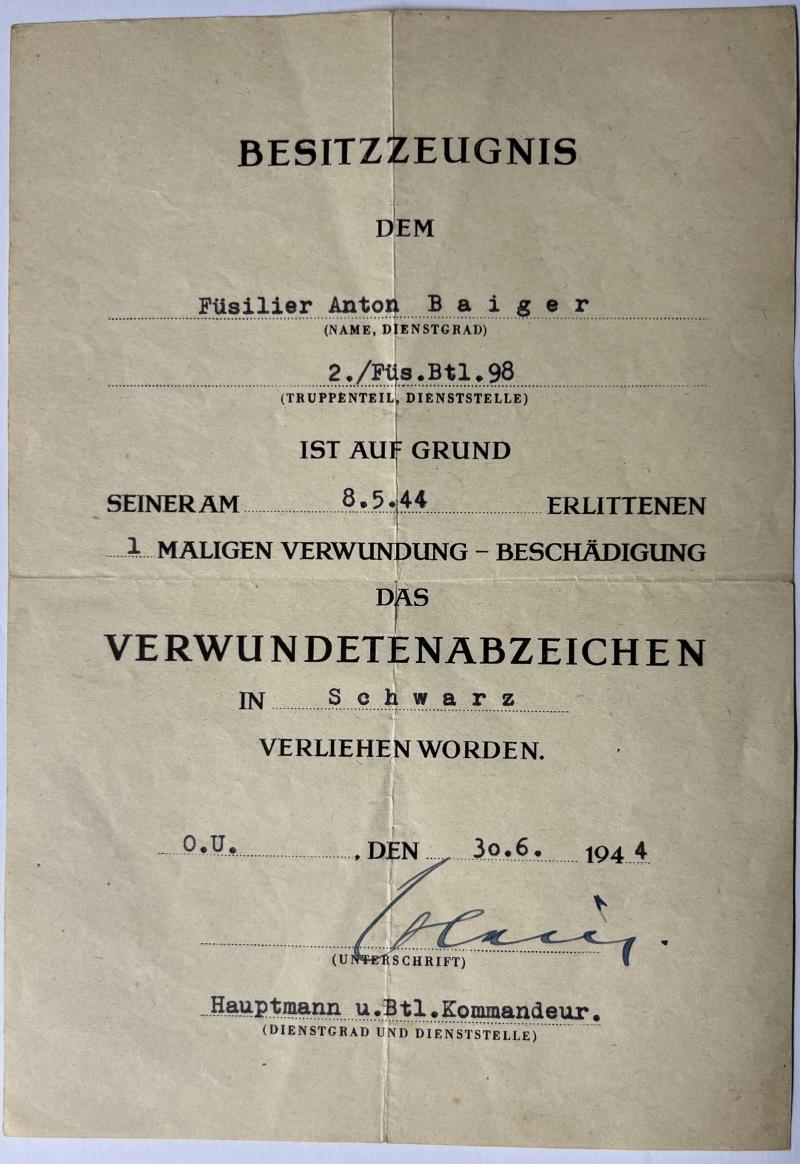 BESITZZEUGNIS
DEM
Füsilier Anton B a i g e r
(NAME, DIENSTGRAD)
2./Füs.Btl.98
(TRUPPENTEIL, DIENSTSTELLE)
IST AUF GRUND
SEINER AM 8.5.44 ERLITTENEN
1 MALIGEN VERWUNDUNG – BESCHÄDIGUNG
DAS
VERWUNDETENABZEICHEN
IN S c h w a r z
VERLIEHEN WORDEN.
O.U. , DEN 30.6. 1944
(UNTERSCHRIFT)
Hauptmann u.Btl.Kommandeur.
(DIENSTGRAD UND DIENSTSTELLE)